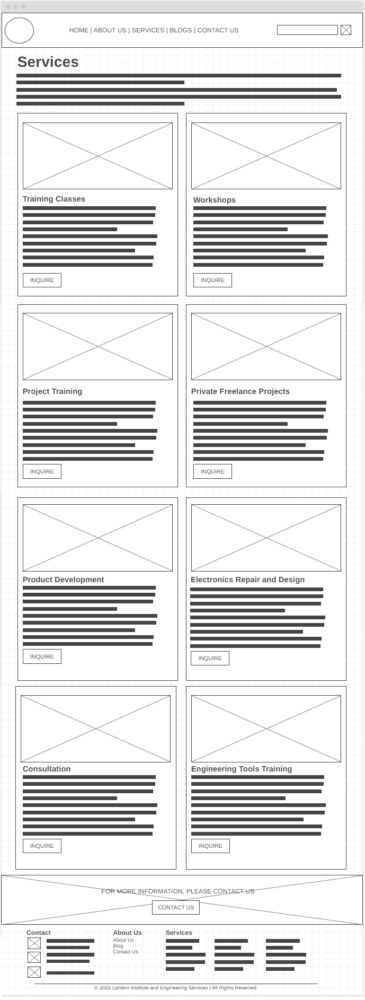 HOME | ABOUT US | SERVICES | BLOGS | CONTACT US
Services
Training Classes
INQUIRE
Workshops
INQUIRE
Project Training
INQUIRE
Private Freelance Projects
INQUIRE
Product Development
INQUIRE
Electronics Repair and Design
INQUIRE
Consultation
INQUIRE
Engineering Tools Training
INQUIRE
FOR MORE INFORMATION, PLEASE CONTACT US
CONTACT US
Contact
About Us
About Us
Blog
Contact Us
Services
© 2023 Lantern Institute and Engineering Services | All Rights Reserved